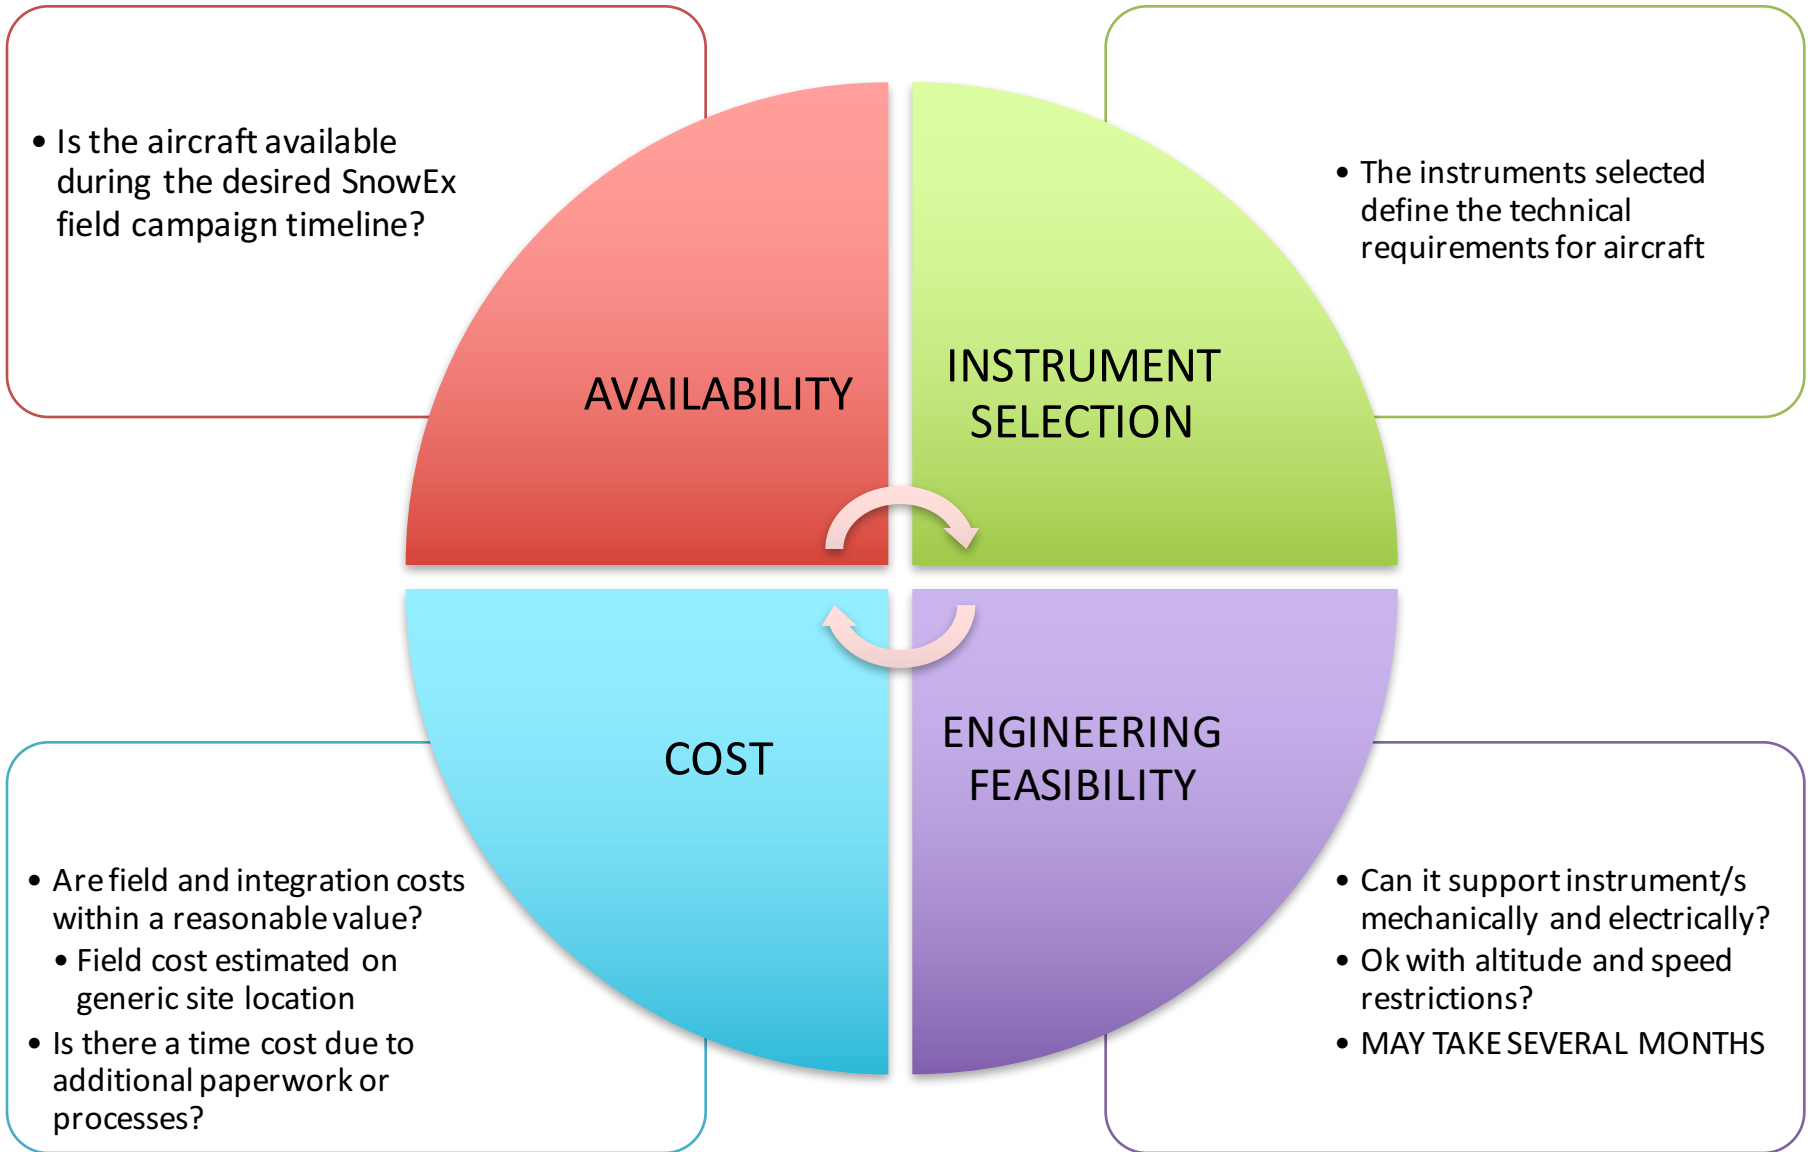 • Is the aircraft available
during the desired SnowEx
field campaign timeline?
AVAILABILITY
• The instruments selected
define the technical
requirements for aircraft
INSTRUMENT
SELECTION
COST
• Are field and integration costs
within a reasonable value?
• Field cost estimated on
generic site location
• Is there a time cost due to
additional paperwork or
processes?
ENGINEERING
FEASIBILITY
• Can it support instrument/s
mechanically and electrically?
• Ok with altitude and speed
restrictions?
• MAY TAKE SEVERAL MONTHS